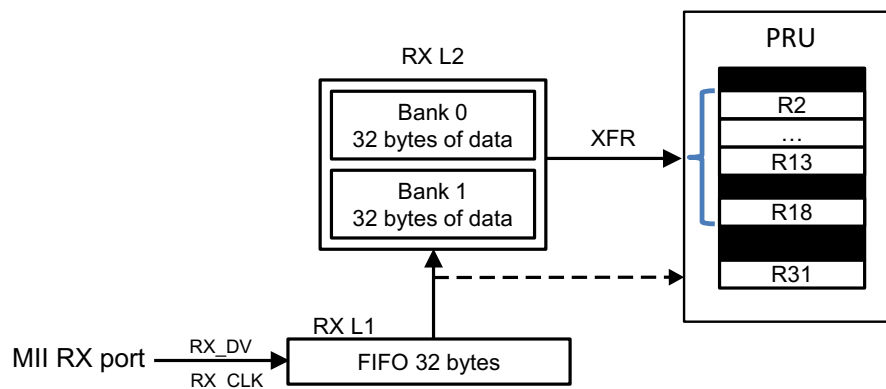 PRU
RX L2
Bank 0
32 bytes of data
Bank 1
32 bytes of data
XFR
R2
...
R13
R18
R31
RX L1
MII RX port
RX_DV
RX_CLK
FIFO 32 bytes